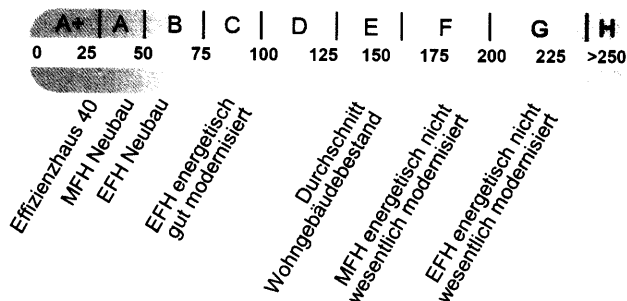 A+ A B C D E F G H
0 25 50 75 100 125 150 175 200 225 >250
Effizienzhaus 40
MFH Neubau
EFH Neubau
EFH energetisch
gut modernisiert
Durchschnitt
Wohngebäudebestand
MFH energetisch nicht
wesentlich modernisiert
EFH energetisch nicht
wesentlich modernisiert